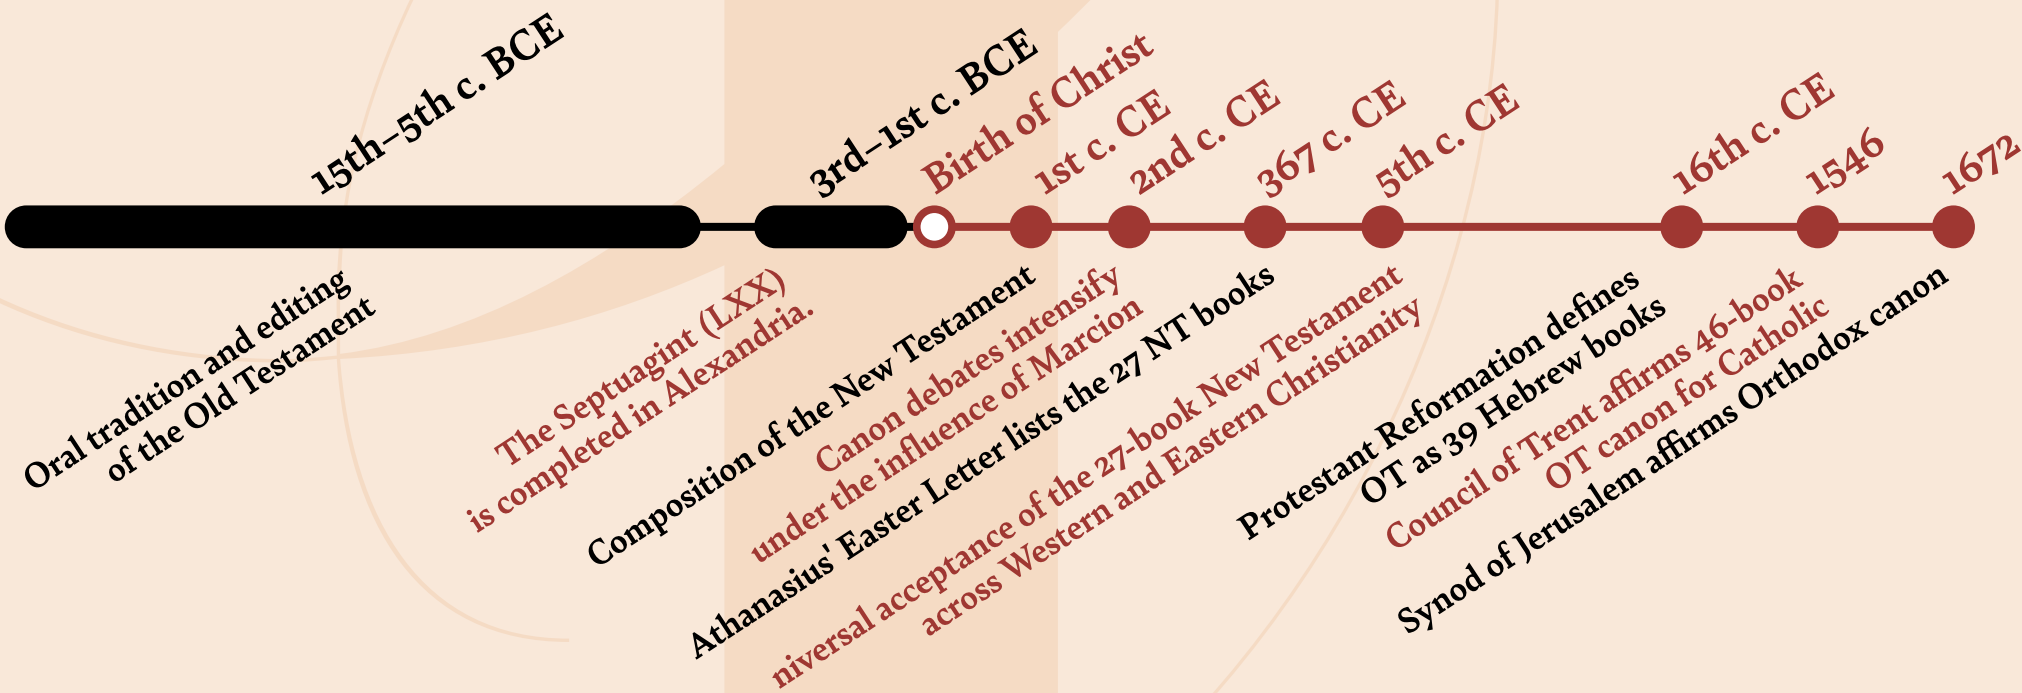 15th–5th c. BCE
3rd–1st c. BCE
Birth of Christ
1st c. CE
2nd c. CE
367 c. CE
5th c. CE
16th c. CE
1546
1672
Oral tradition and editing
of the Old Testament
The Septuagint (LXX)
is completed in Alexandria.
Composition of the New Testament
Canon debates intensify
under the influence of Marcion
Athanasius' Easter Letter lists the 27 NT books
niversal acceptance of the 27-book New Testament
across Western and Eastern Christianity
Protestant Reformation defines
OT as 39 Hebrew books
Council of Trent affirms 46-book
OT canon for Catholic
Synod of Jerusalem affirms Orthodox canon